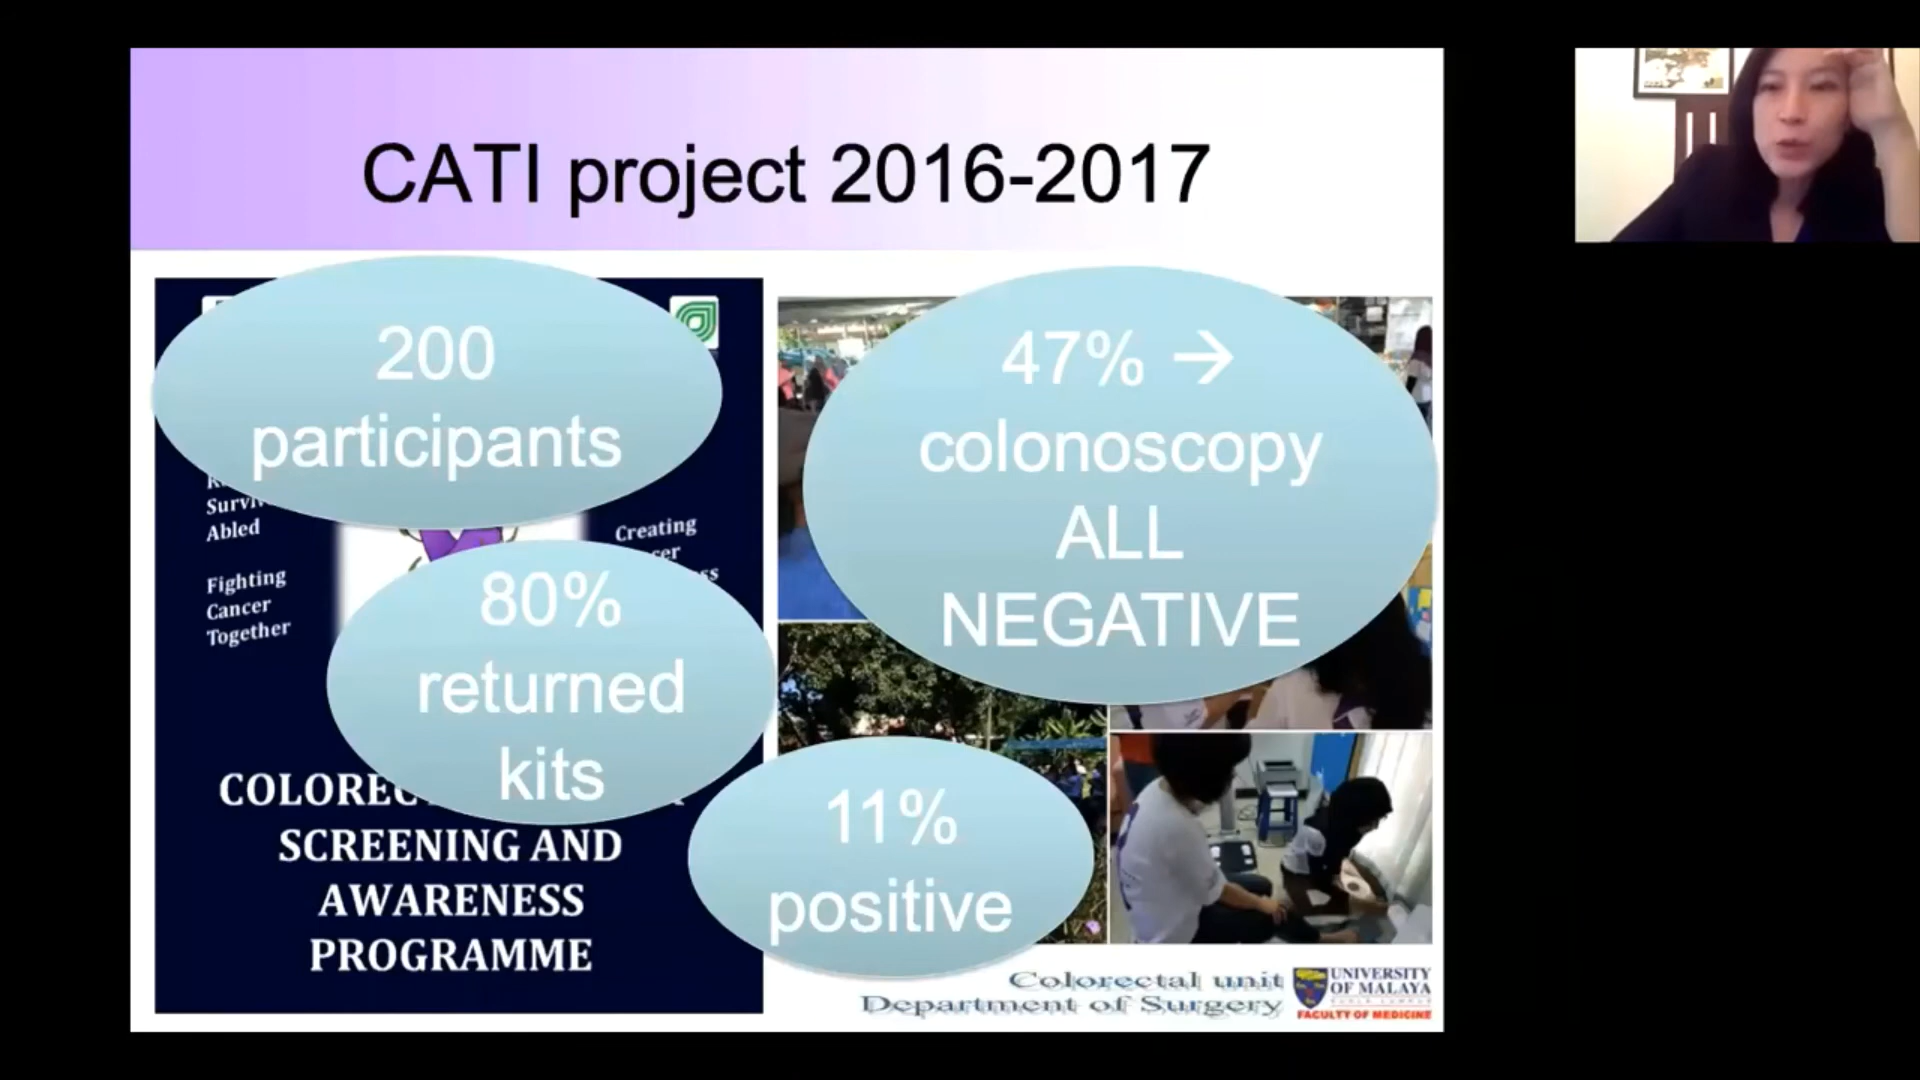 CATI project 2016-2017
200
participants
Abled
Fighting
Cancer
Together
Creating
80%
returned
kits
SCREENING AND
AWARENESS
PROGRAMME
47% →
colonoscopy
ALL
NEGATIVE
11%
positive
Colorectal unit
Department of Surgery
UNIVERSITY
OF MALAYA
FACULTY OF MEDICINE